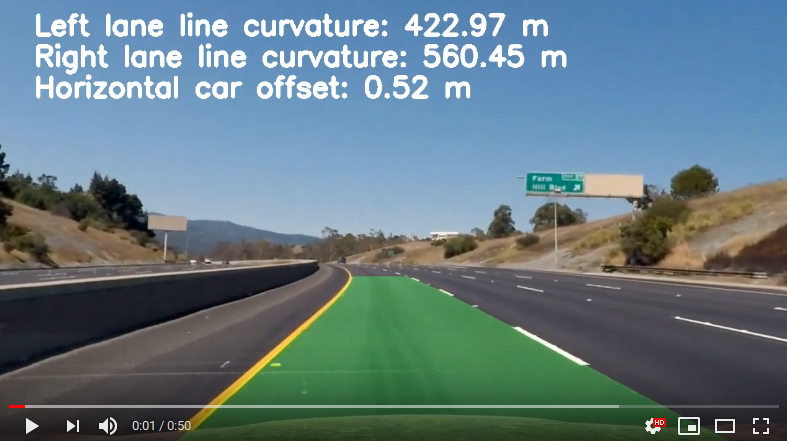 Left lane line curvature: 422.97 m
Right lane line curvature: 560.45 m
Horizontal car offset: 0.52 m
Farm
Hill Blvd
0:01 / 0:50
HD